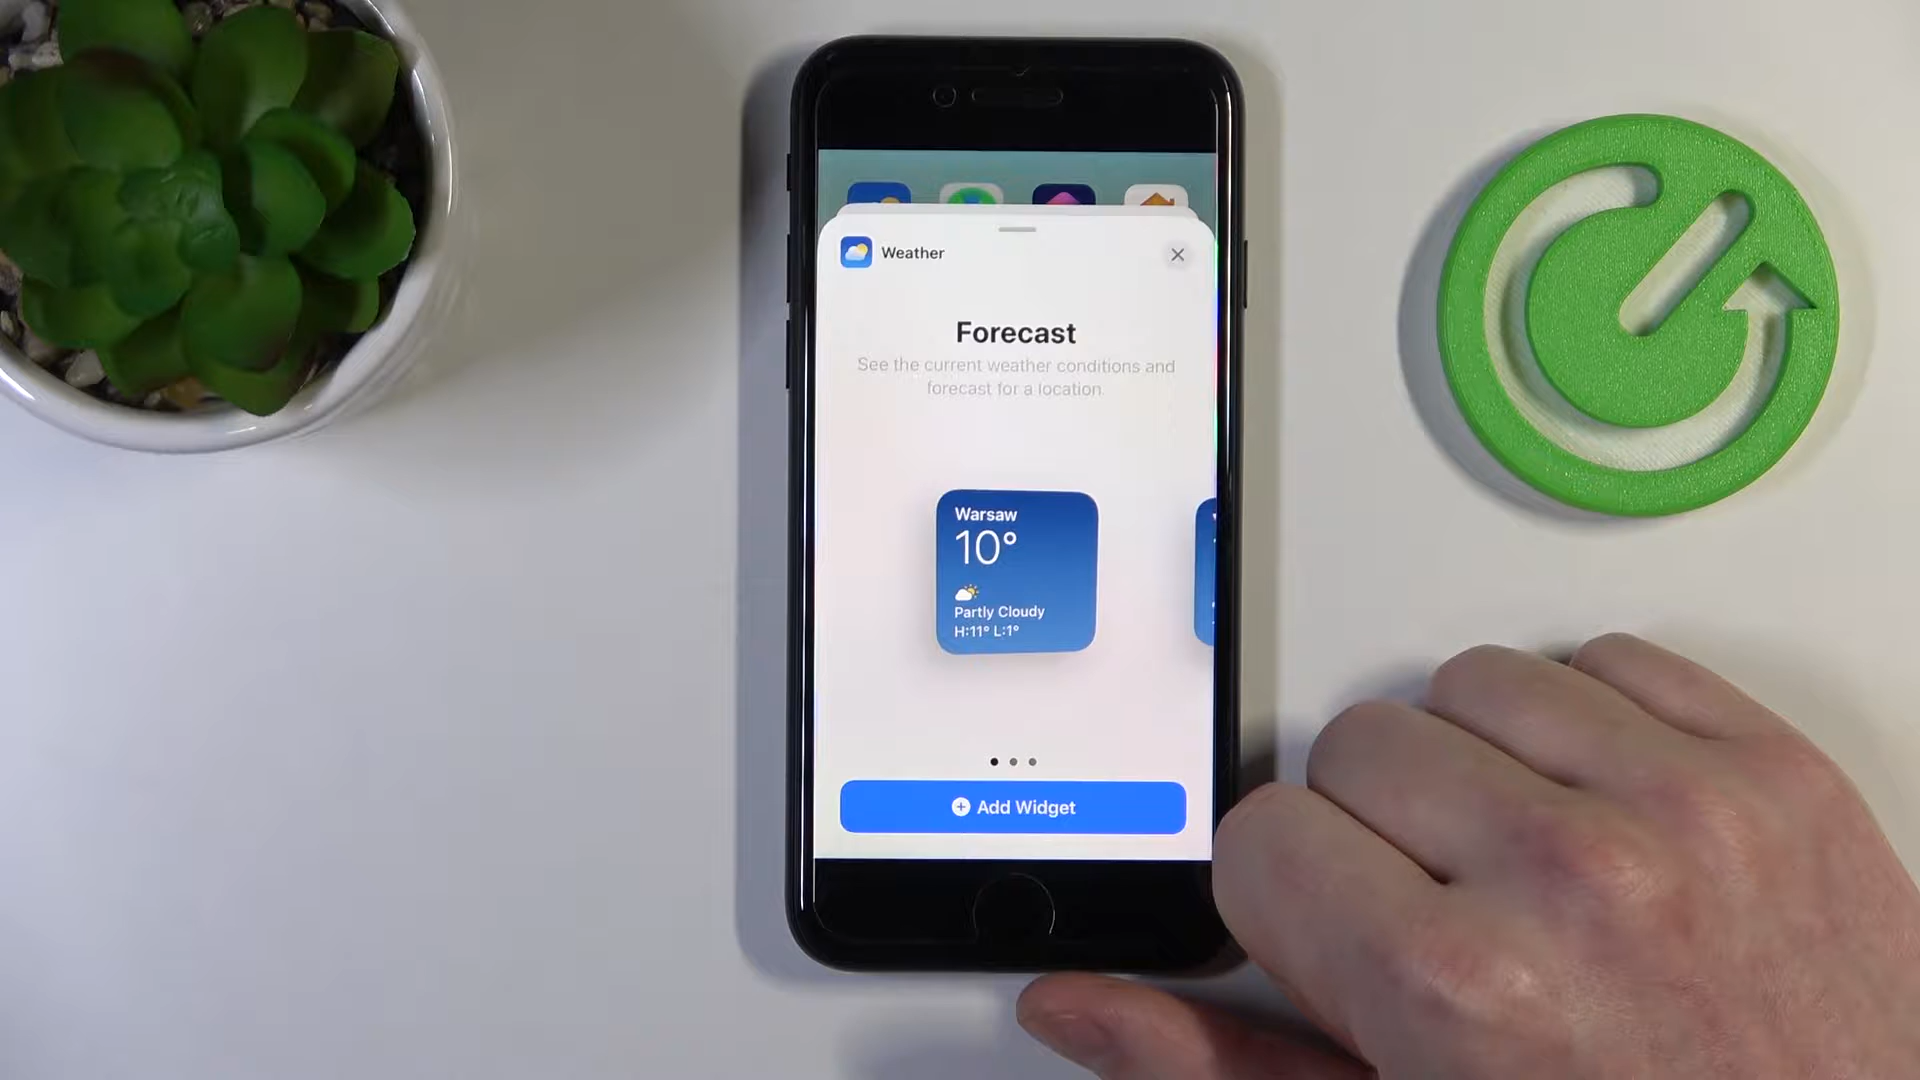 Weather
Forecast
See the current weather conditions and
forecast for a location.
Warsaw
10°
Partly Cloudy
H:11° L:1°
Add Widget